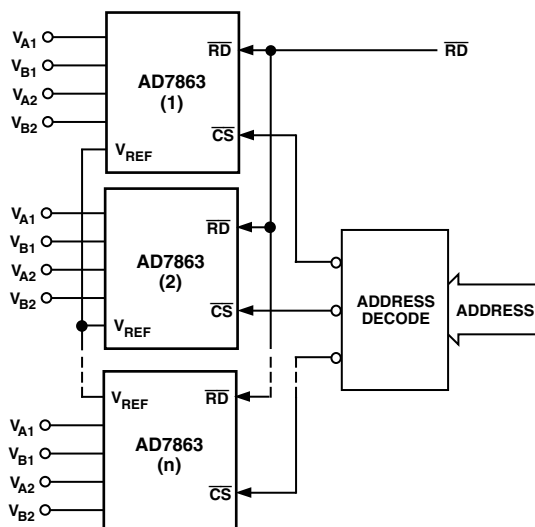 VA1
VB1
VA2
VB2
VREF
AD7863
(1)
RD
CS
RD
VA1
VB1
VA2
VB2
VREF
AD7863
(2)
RD
CS
ADDRESS
DECODE
ADDRESS
VREF
VA1
VB1
VA2
VB2
AD7863
(n)
RD
CS